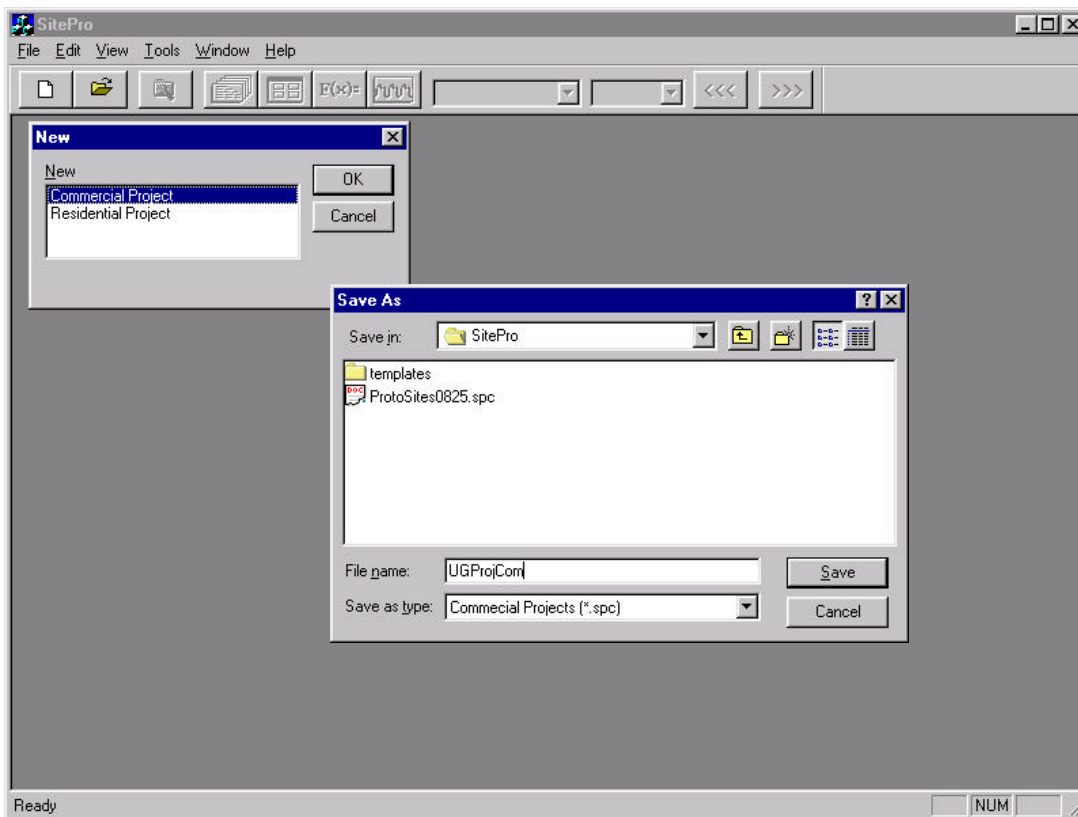 SitePro
File Edit View Tools Window Help
F(x)= <<< >>>
New
New
Commercial Project
Residential Project
OK
Cancel
Save As
Save in: SitePro
templates
ProtoSites0825.spc
File name: UGProjCom
Save
Save as type: Commecial Projects (*.spc)
Cancel
Ready NUM